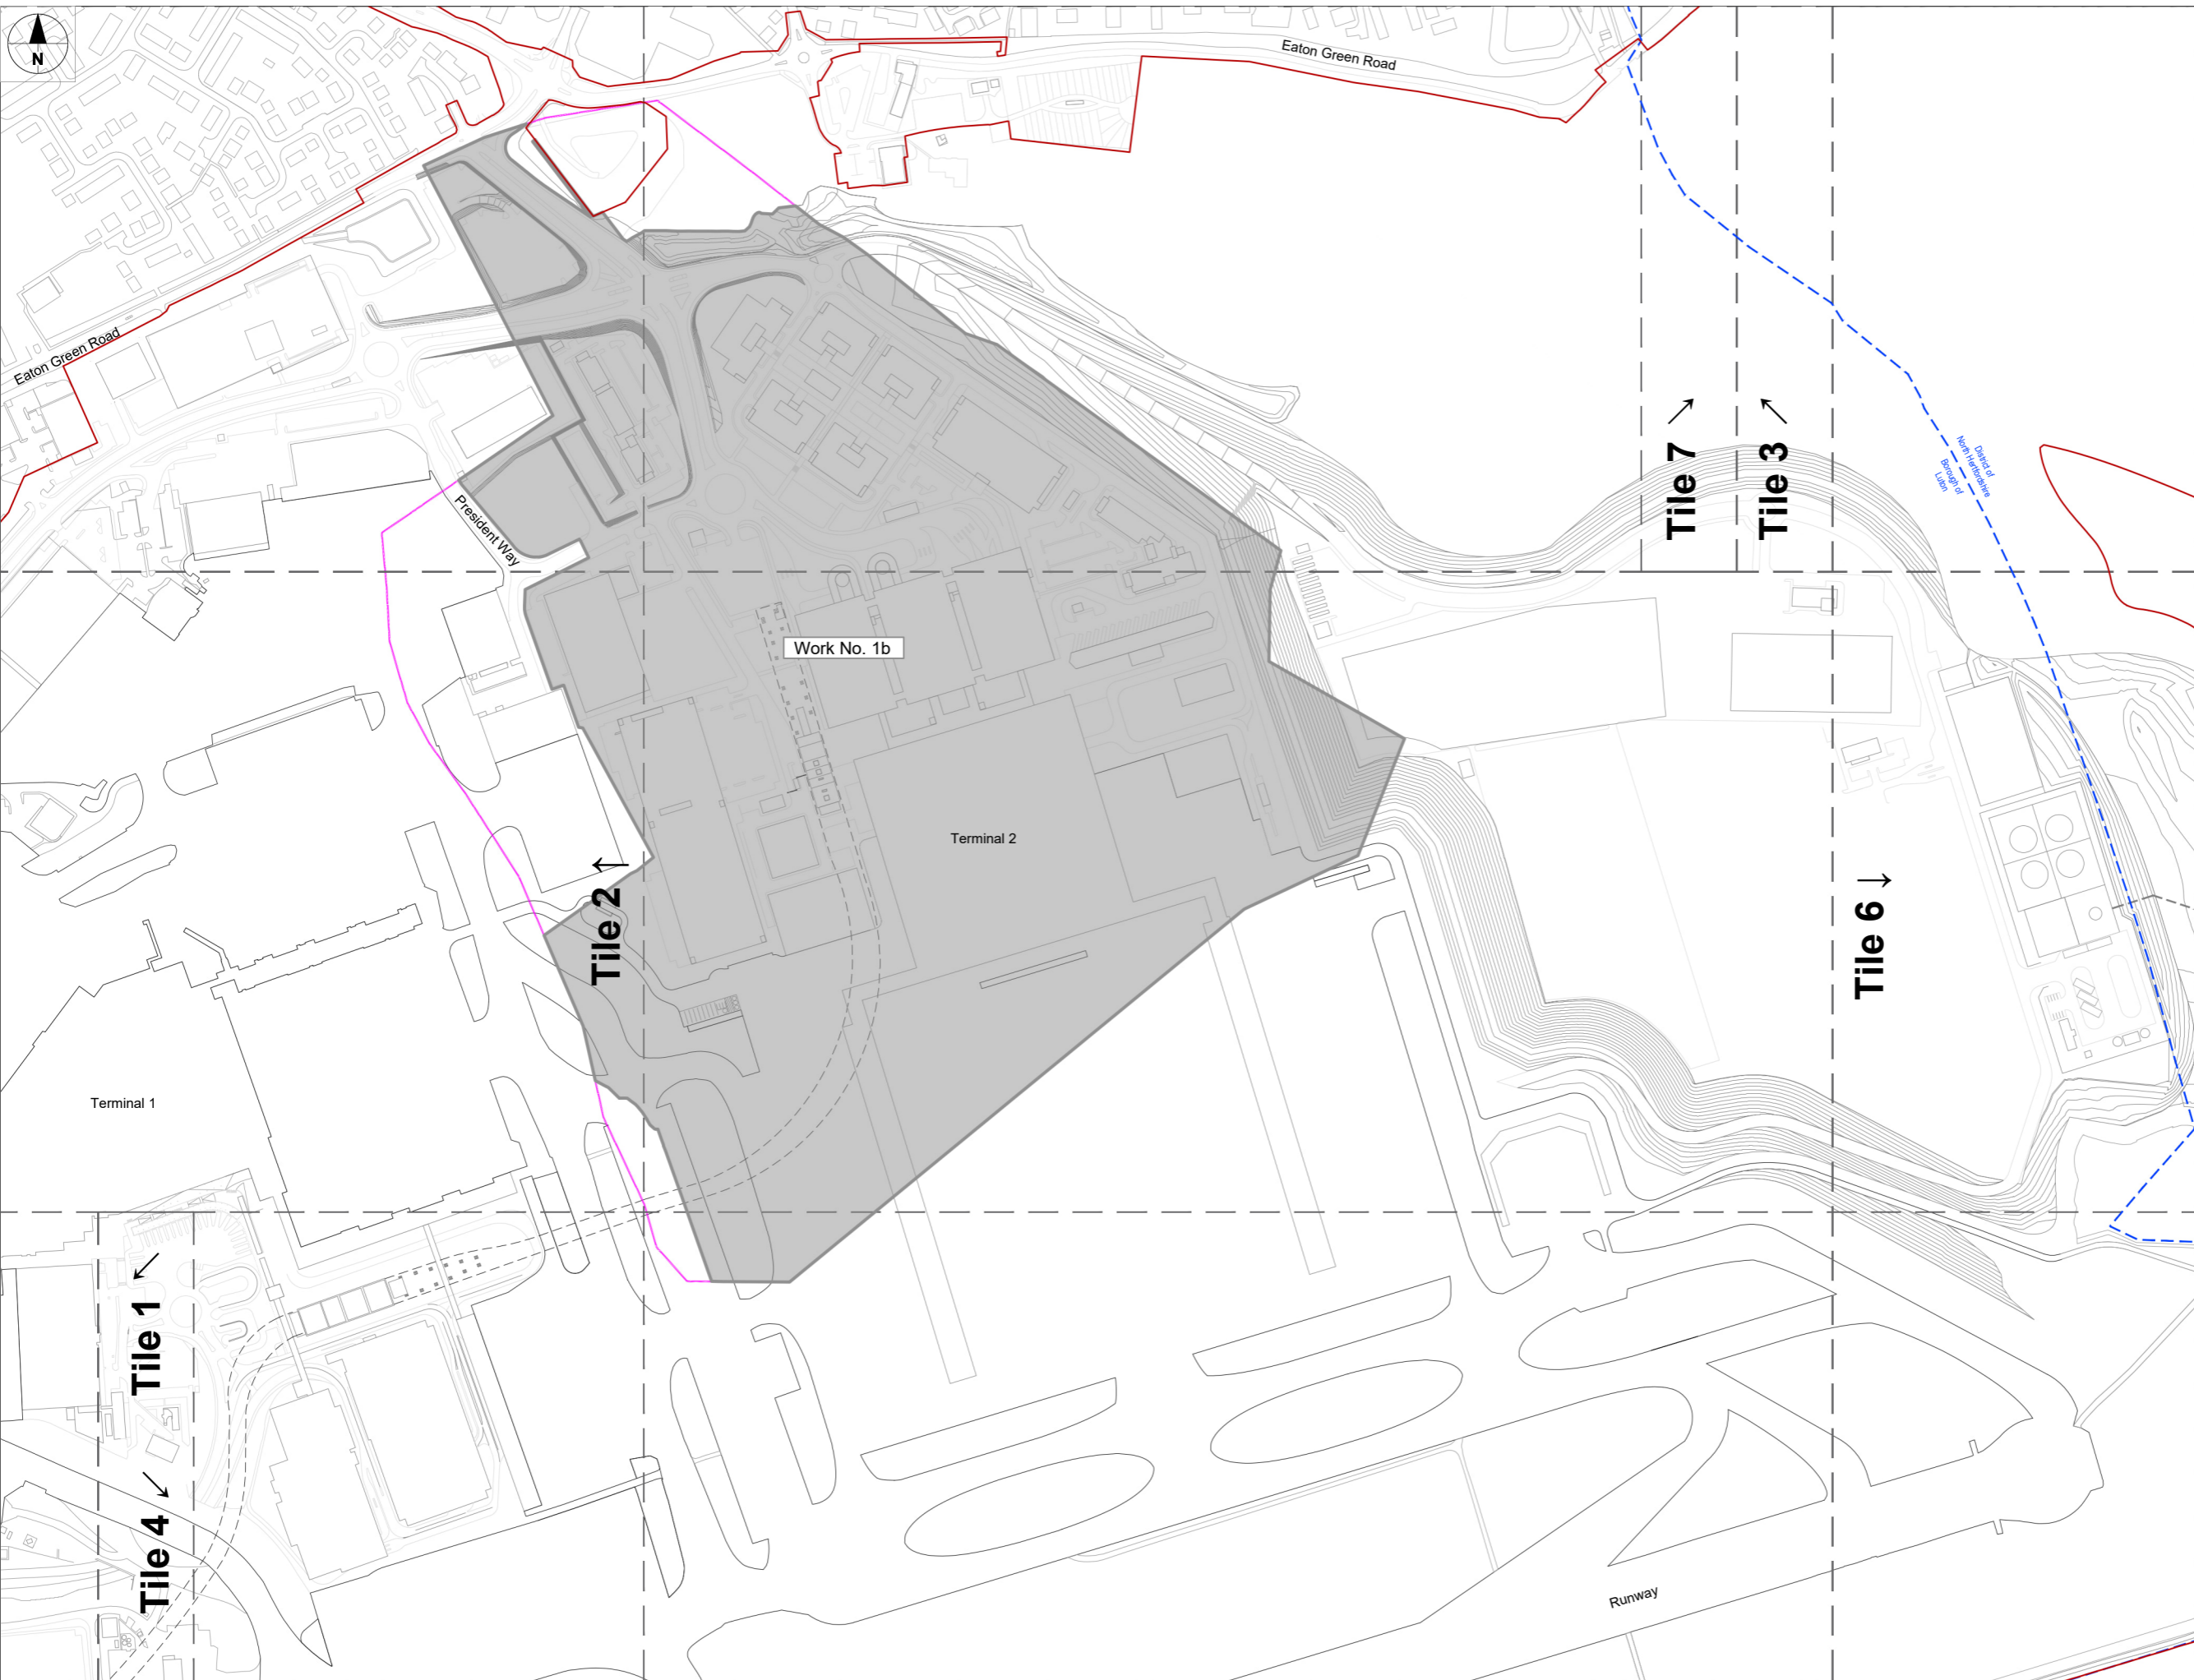 N
Eaton Green Road
Eaton Green Road
President Way
Tile 7
Tile 3
District of
North Hertfordshire
Borough of
Luton
Work No. 1b
Terminal 2
Tile 2
Tile 6
Terminal 1
Tile 1
Tile 4
Runway